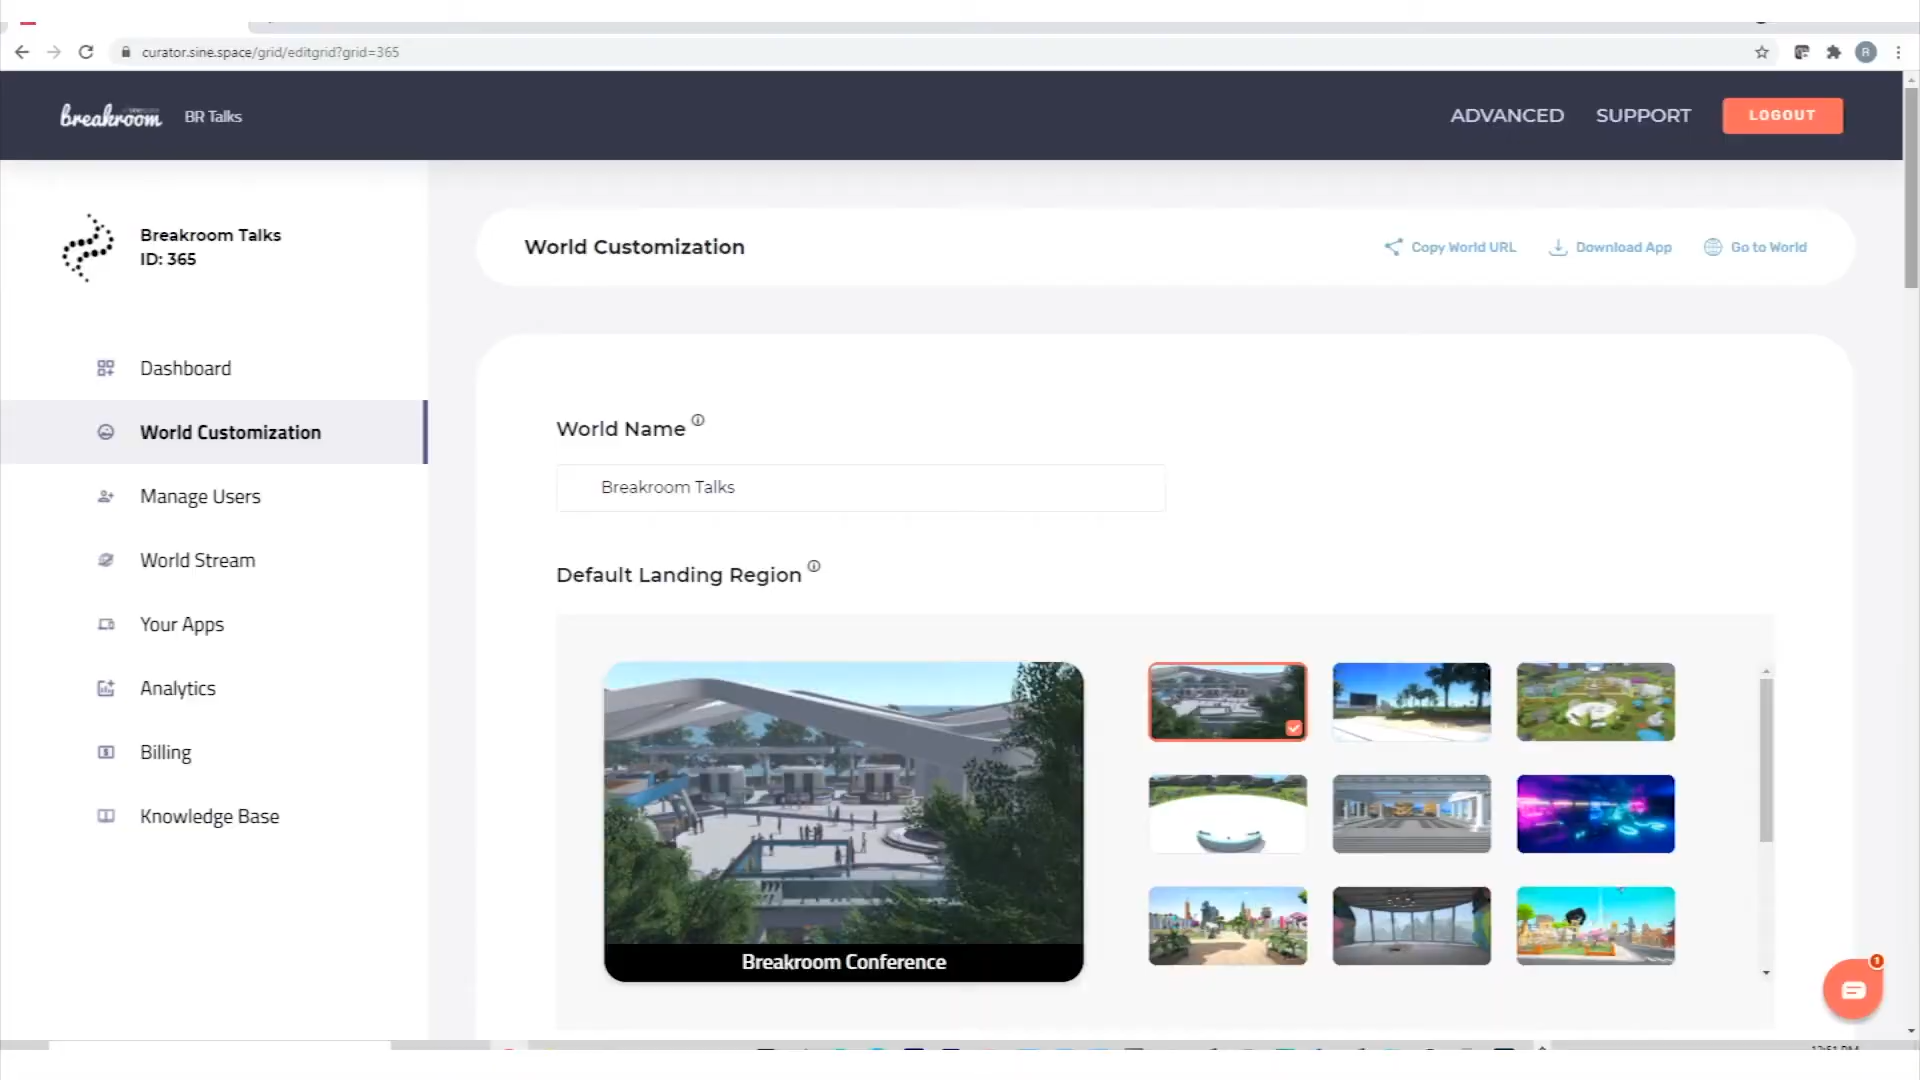 curator.sine.space/grid/editgrid?grid=365
R
breakroom
BR Talks
ADVANCED
SUPPORT
LOGOUT
Breakroom Talks
ID: 365
World Customization
Copy World URL
Download App
Go to World
Dashboard
World Customization
Manage Users
World Stream
Your Apps
Analytics
Billing
Knowledge Base
World Name
Breakroom Talks
Default Landing Region
Breakroom Conference
1